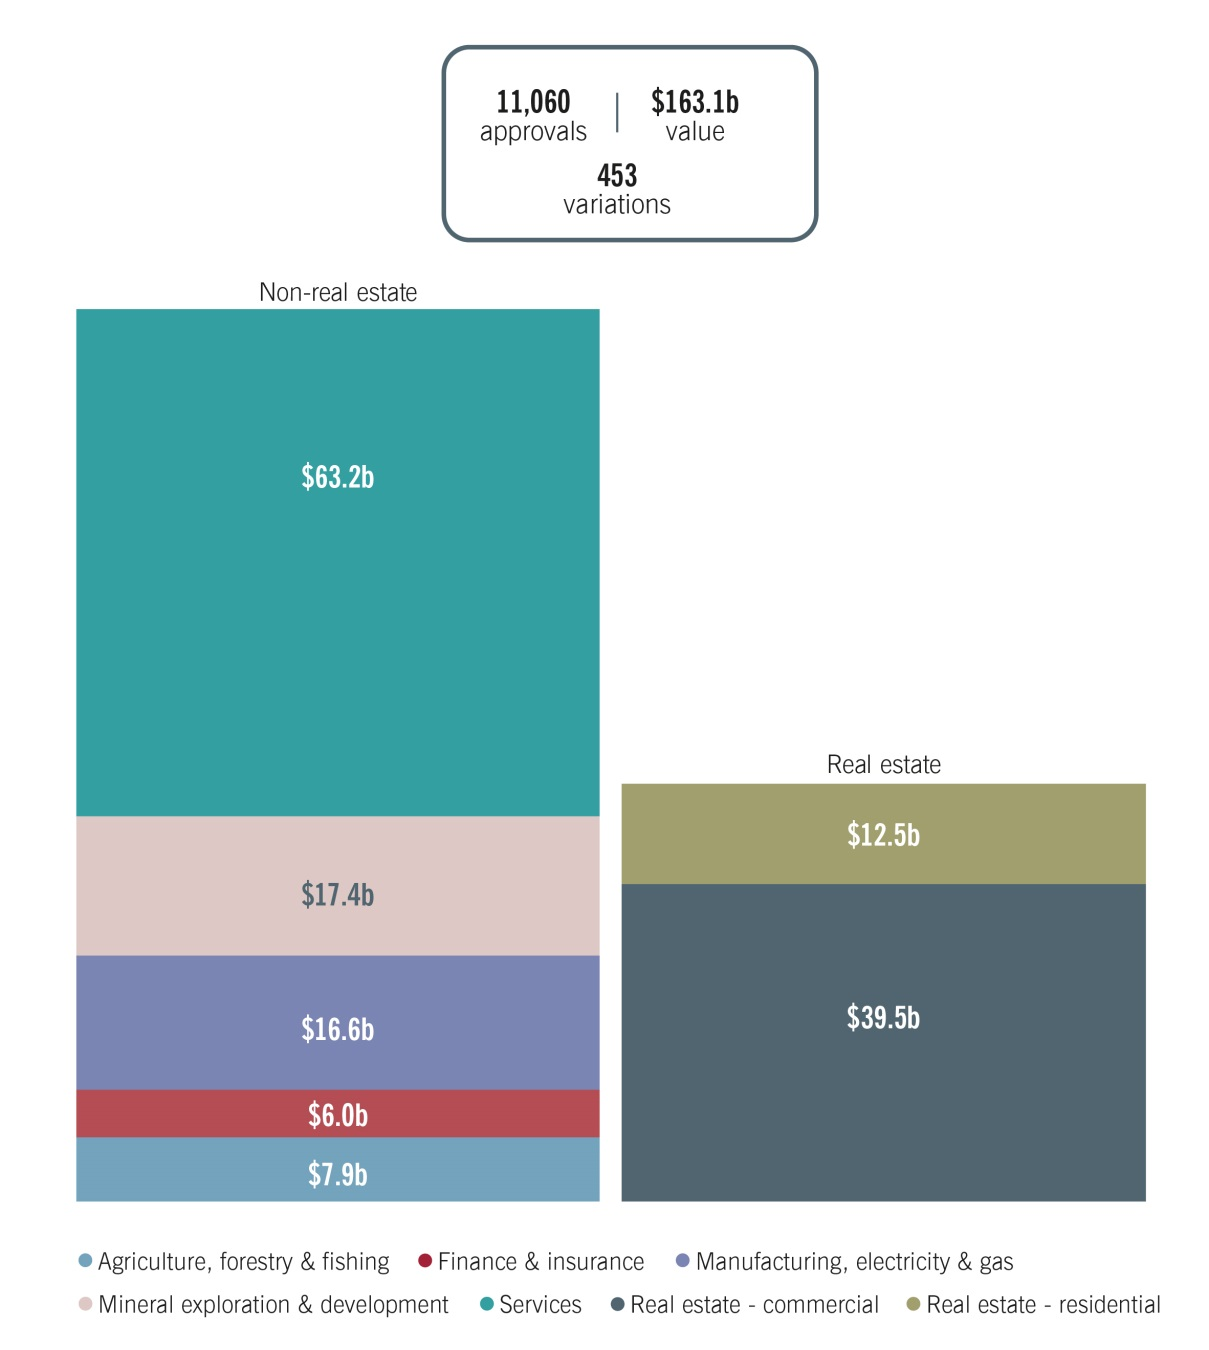 11,060
approvals
$163.1b
value
453
variations
Non-real estate
$63.2b
$17.4b
$16.6b
$6.0b
$7.9b
Real estate
$12.5b
$39.5b
Agriculture, forestry & fishing Finance & insurance Manufacturing, electricity & gas
Mineral exploration & development Services Real estate - commercial Real estate - residential